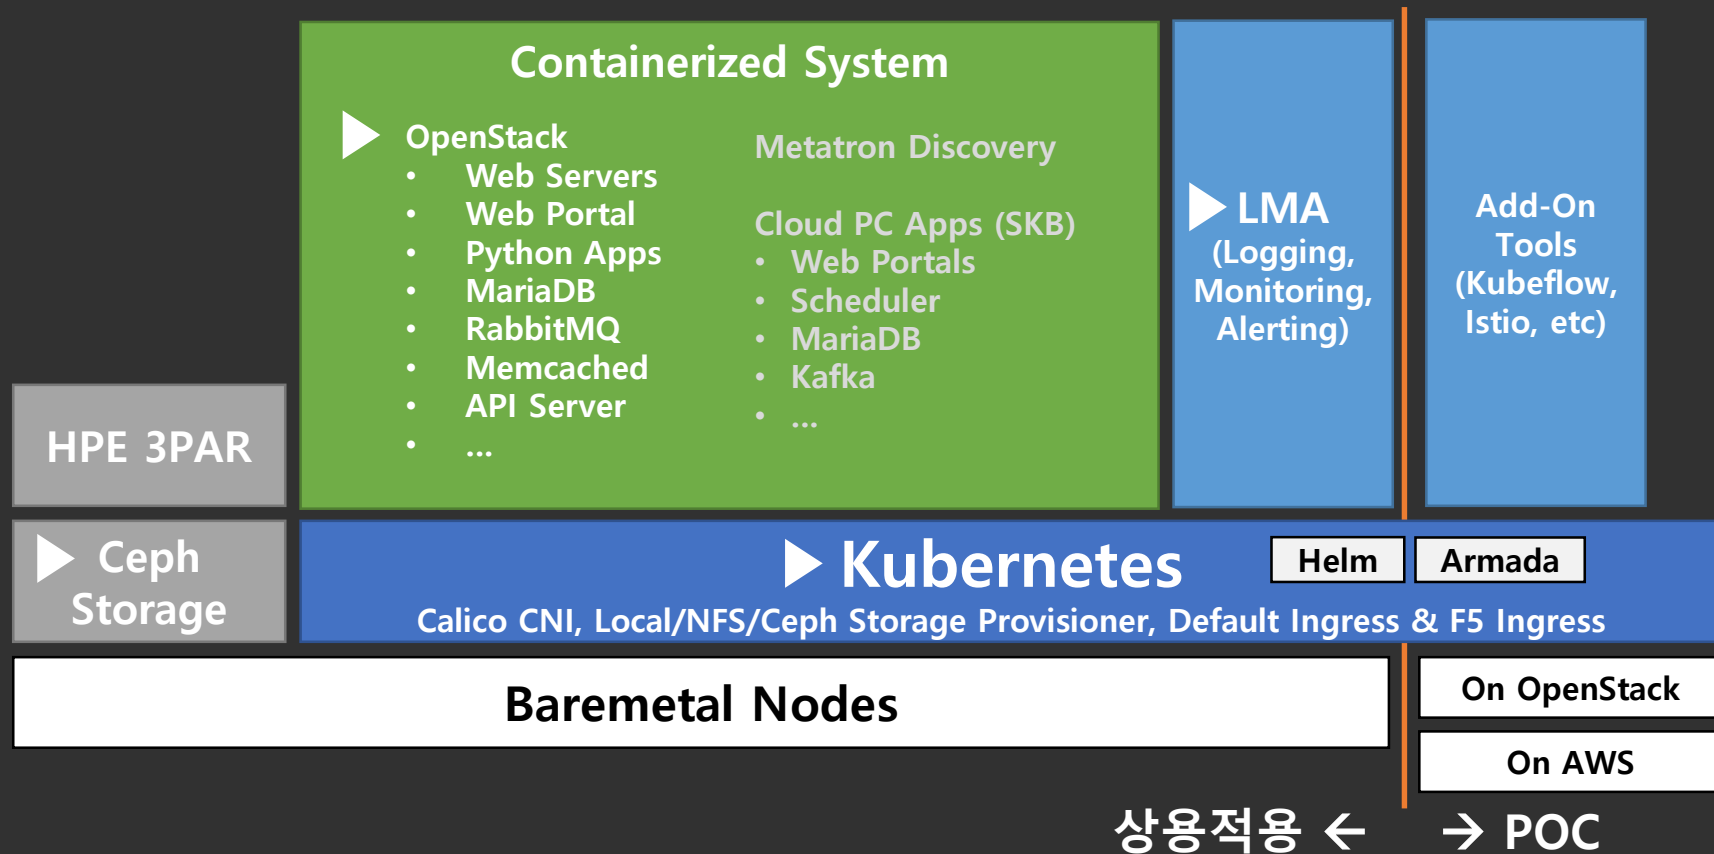 Containerized System
OpenStack
• Web Servers
• Web Portal
• Python Apps
• MariaDB
• RabbitMQ
• Memcached
• API Server
• ...
Metatron Discovery
Cloud PC Apps (SKB)
• Web Portals
• Scheduler
• MariaDB
• Kafka
• ...
LMA
(Logging,
Monitoring,
Alerting)
Add-On
Tools
(Kubeflow,
Istio, etc)
HPE 3PAR
Ceph
Storage
Kubernetes
Helm
Armada
Calico CNI, Local/NFS/Ceph Storage Provisioner, Default Ingress & F5 Ingress
Baremetal Nodes
On OpenStack
On AWS
상용적용 ← → POC